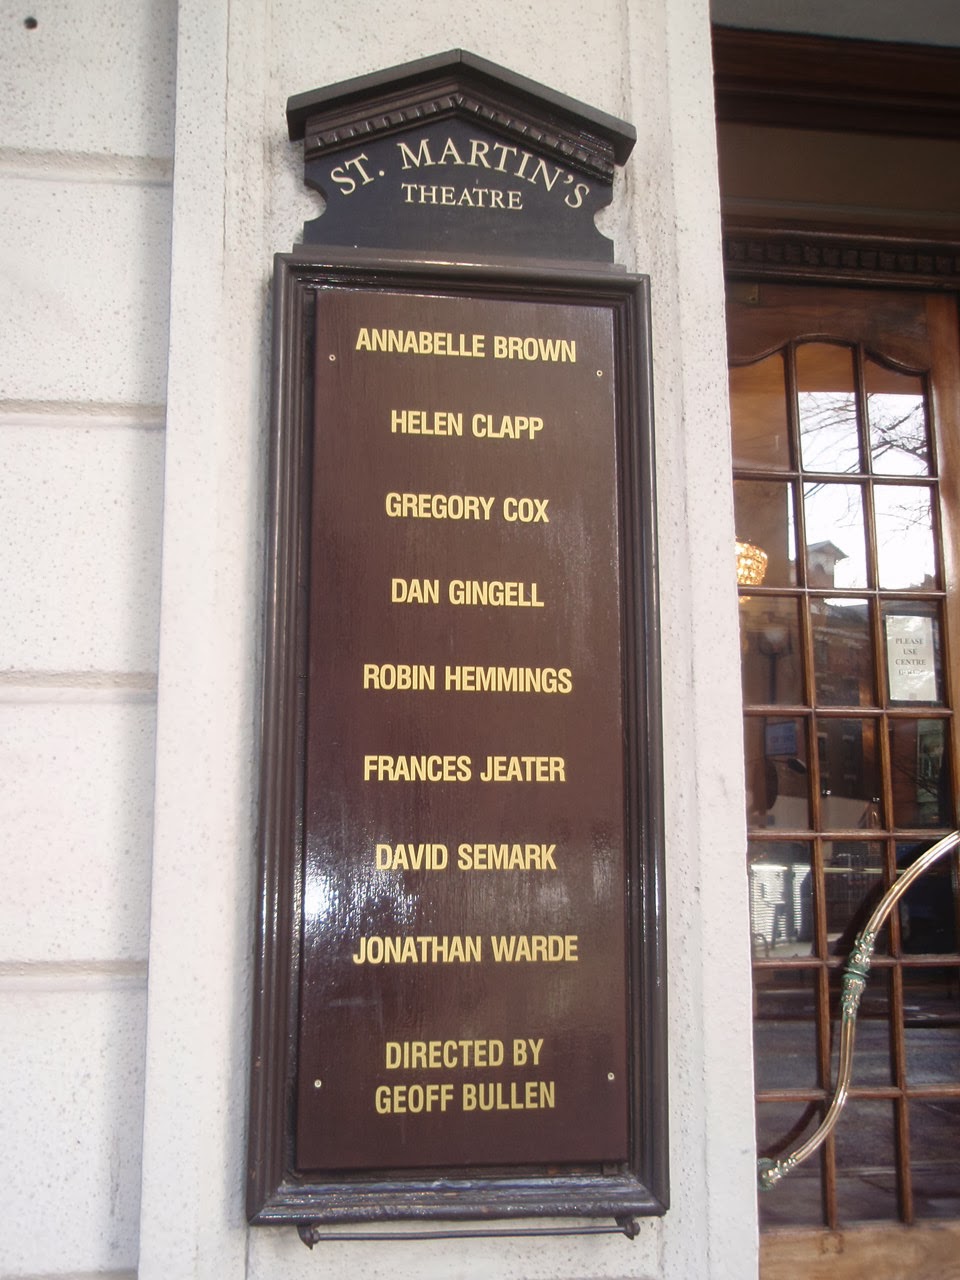 ST. MARTIN'S
THEATRE
ANNABELLE BROWN
HELEN CLAPP
GREGORY COX
DAN GINGELL
ROBIN HEMMINGS
FRANCES JEATER
DAVID SEMARK
JONATHAN WARDE
DIRECTED BY
GEOFF BULLEN
PLEASE
USE
CENTRE